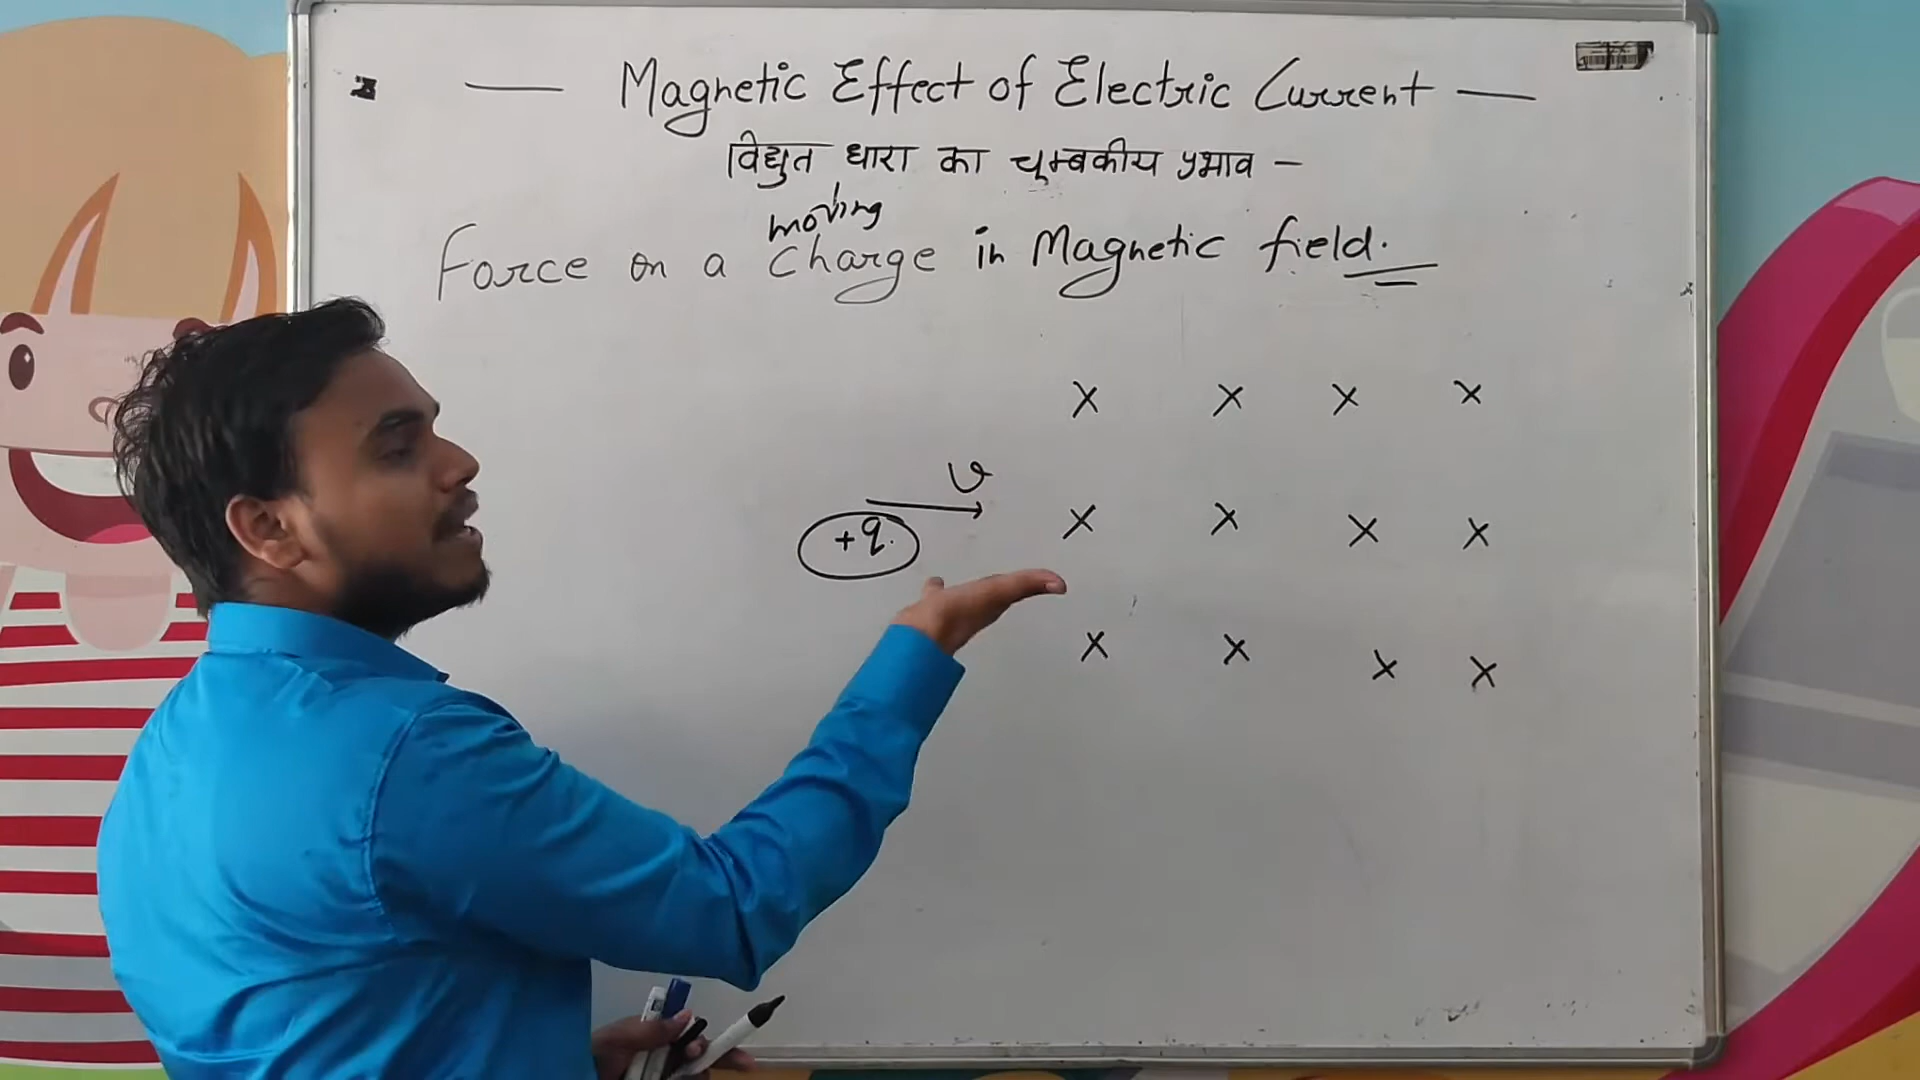 — Magnetic Effect of Electric Current —
विद्युत धारा का चुम्बकीय प्रभाव –
moving
Force on a charge in Magnetic field.
x x x x
v
+q. x x x x
x x x x